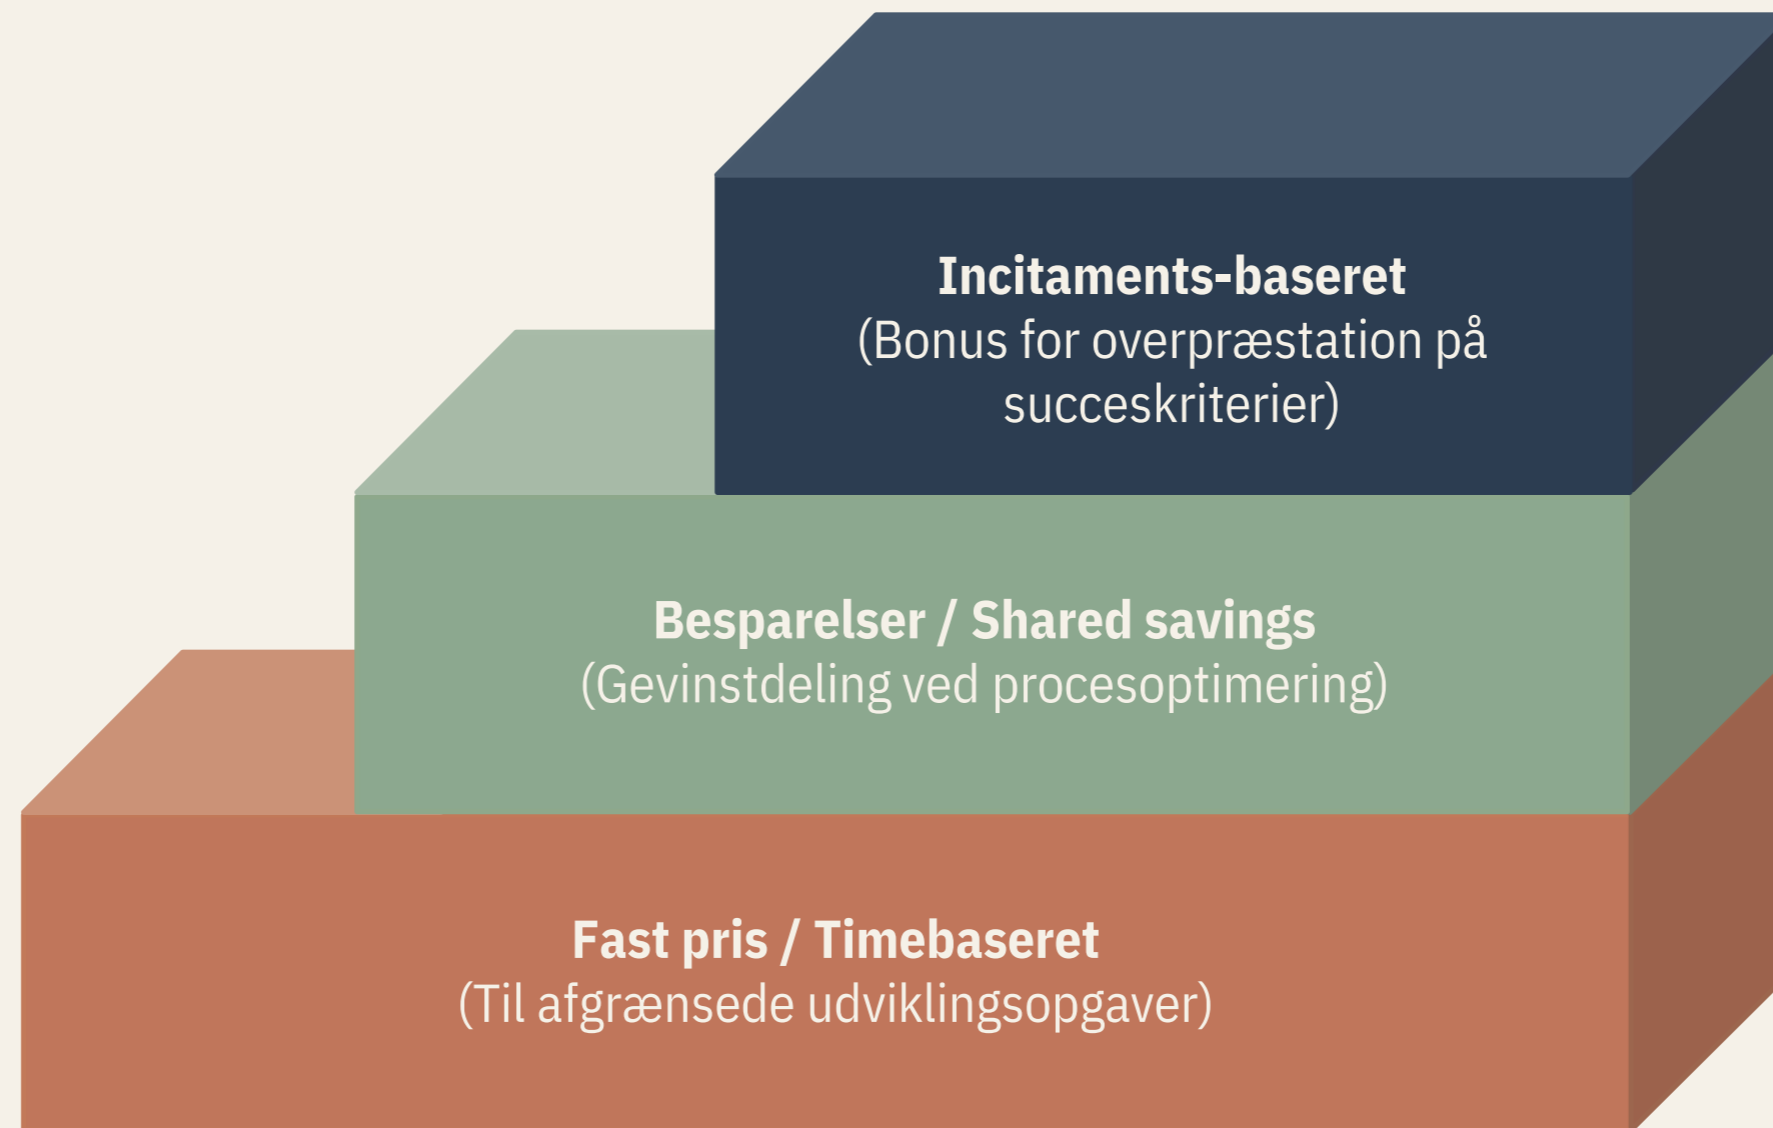 Incitaments-baseret
(Bonus for overpræstation på
succeskriterier)
Besparelser / Shared savings
(Gevinstdeling ved procesoptimering)
Fast pris / Timebaseret
(Til afgrænsede udviklingsopgaver)